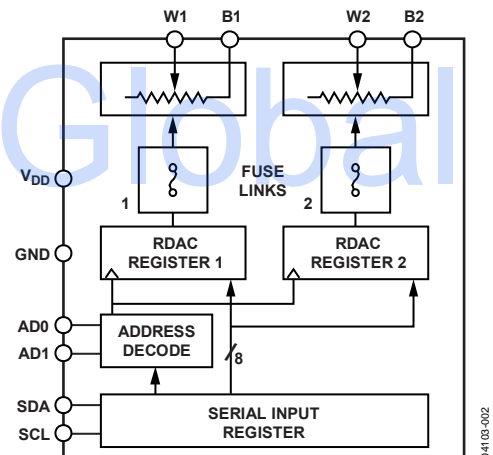 W1 B1 W2 B2
Global
VDD
FUSE
LINKS
1
2
GND
RDAC
REGISTER 1
RDAC
REGISTER 2
AD0
AD1
ADDRESS
DECODE
8
SDA
SCL
SERIAL INPUT
REGISTER
04103-002